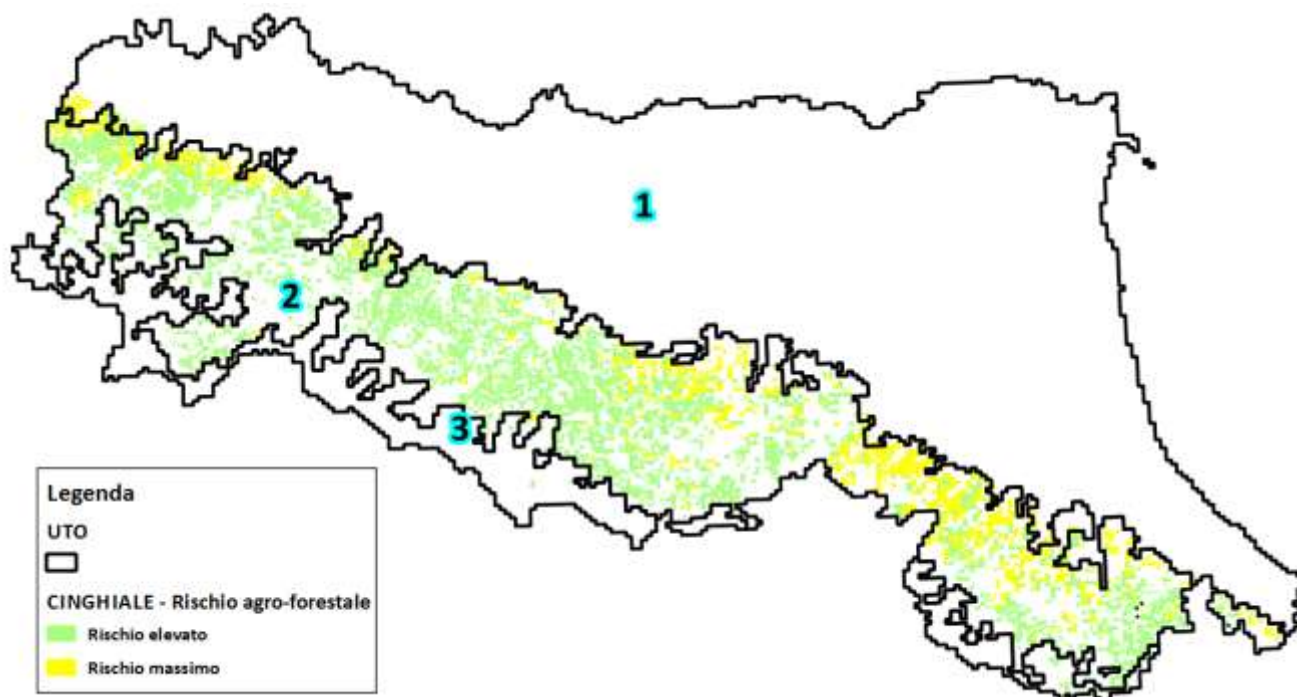 1
2
3
Legenda
UTO
CINGHIALE - Rischio agro-forestale
Rischio elevato
Rischio massimo